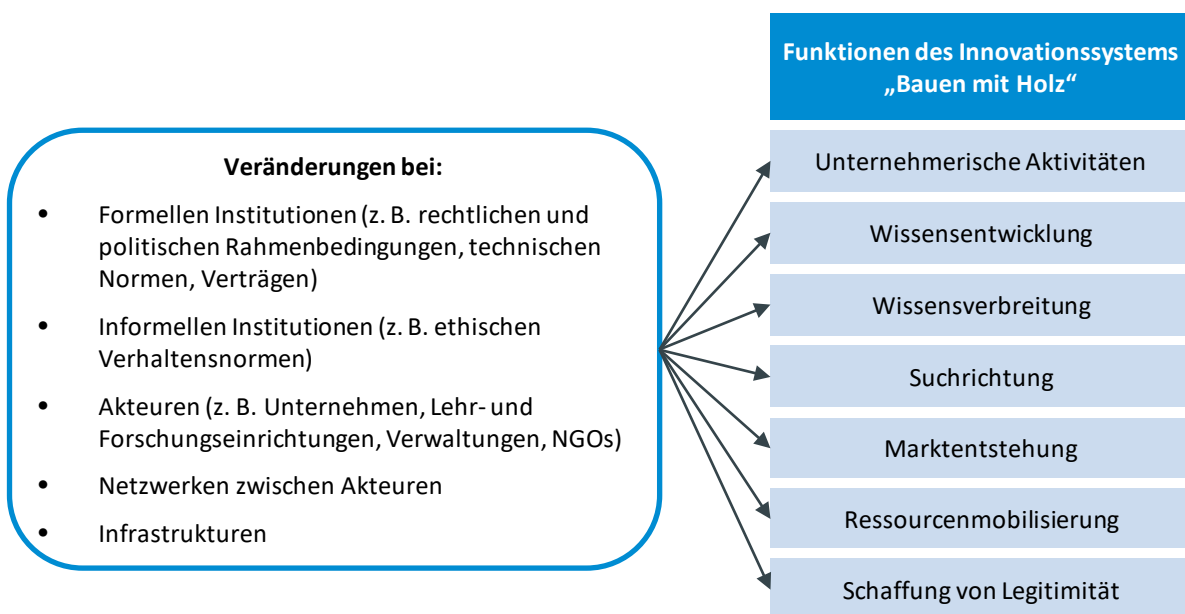 Funktionen des Innovationssystems
„Bauen mit Holz“
Veränderungen bei:
• Formellen Institutionen (z. B. rechtlichen und
politischen Rahmenbedingungen, technischen
Normen, Verträgen)
• Informellen Institutionen (z. B. ethischen
Verhaltensnormen)
• Akteuren (z. B. Unternehmen, Lehr- und
Forschungseinrichtungen, Verwaltungen, NGOs)
• Netzwerken zwischen Akteuren
• Infrastrukturen
Unternehmerische Aktivitäten
Wissensentwicklung
Wissensverbreitung
Suchrichtung
Marktentstehung
Ressourcenmobilisierung
Schaffung von Legitimität